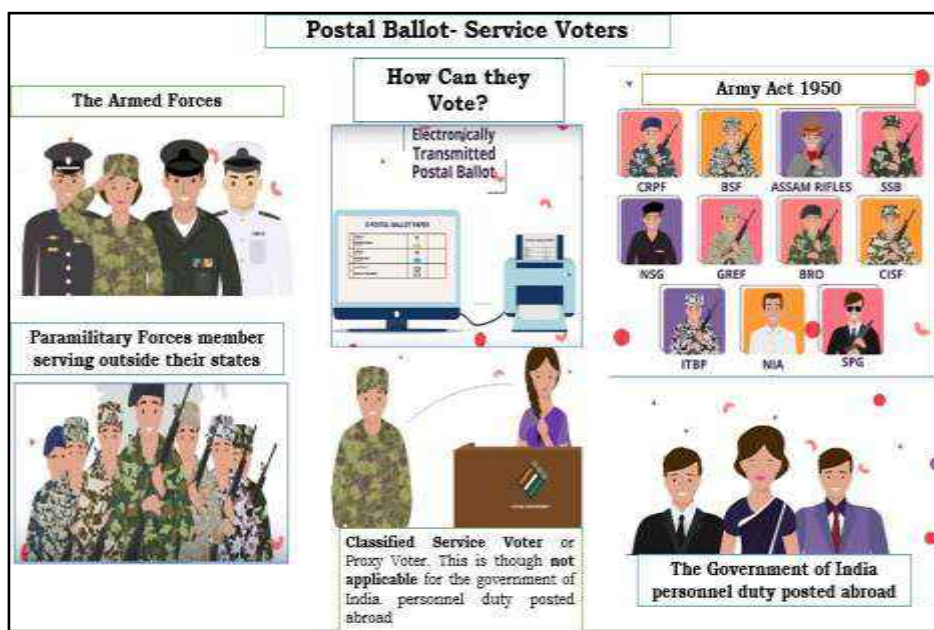 Postal Ballot- Service Voters
The Armed Forces
Paramilitary Forces member
serving outside their states
How Can they
Vote?
Electronically
Transmitted
Postal Ballot
Classified Service Voter or
Proxy Voter. This is though not
applicable for the government of
India personnel duty posted
abroad
Army Act 1950
CRPF BSF ASSAM RIFLES SSB
NSG GREF BRO CISF
ITBP NIA SPG
The Government of India
personnel duty posted abroad